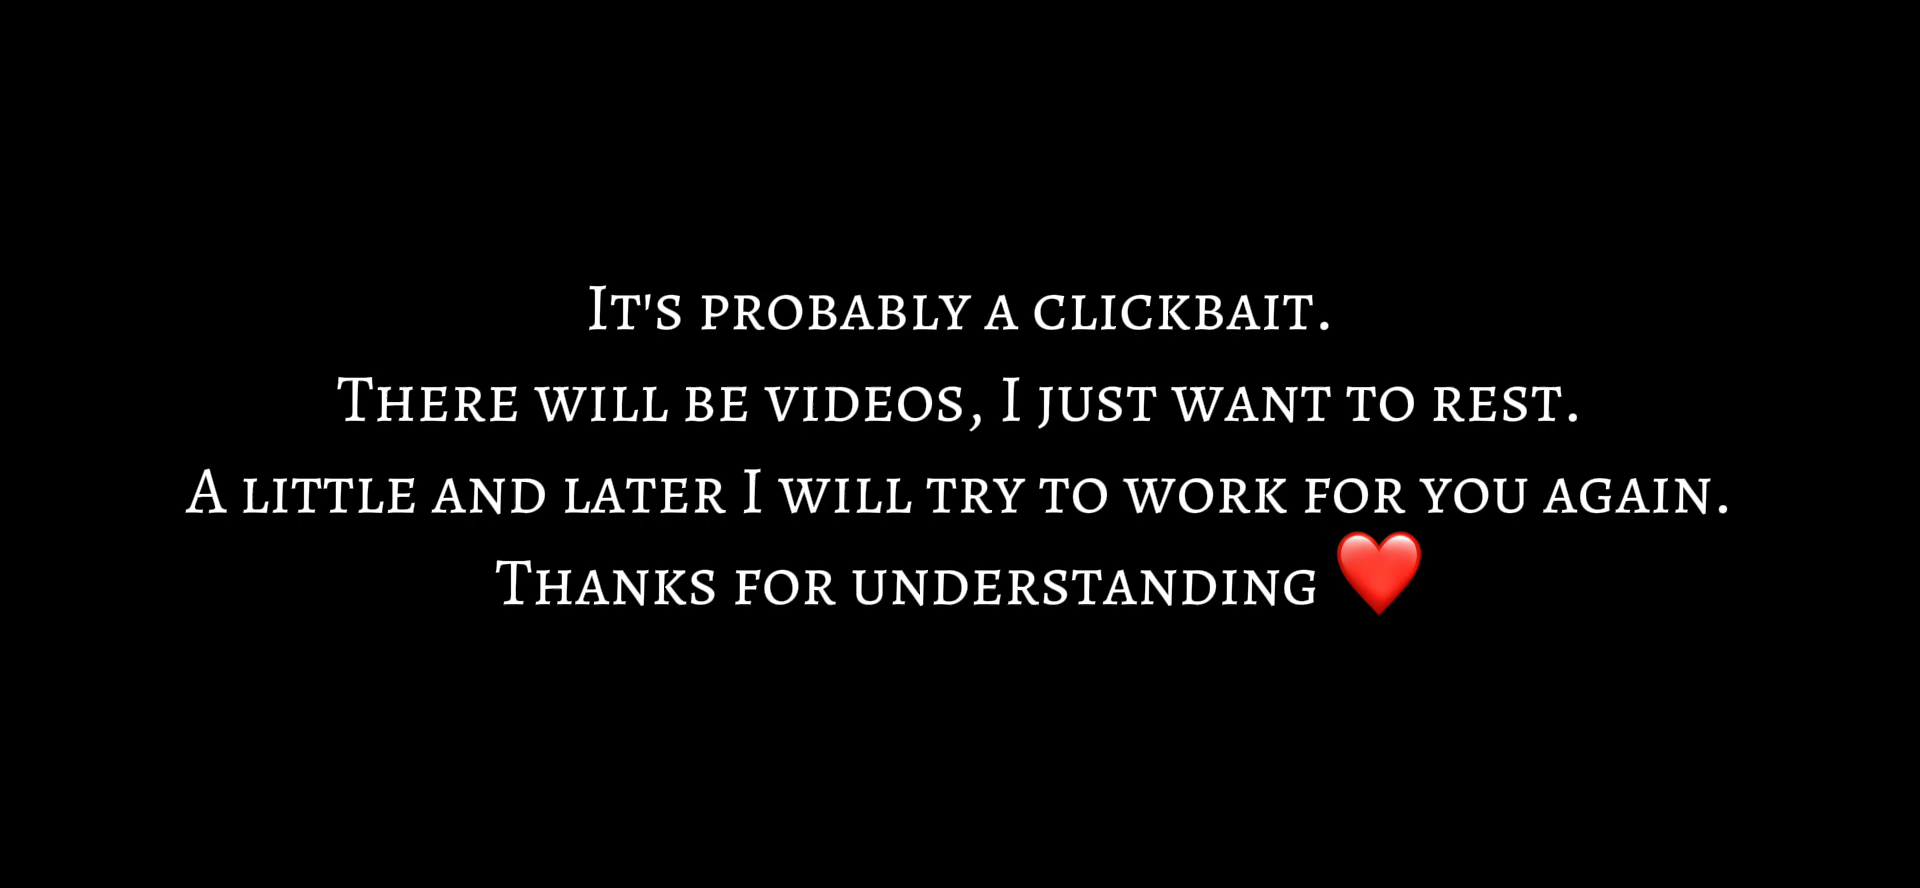 It's probably a clickbait.
There will be videos, I just want to rest.
A little and later I will try to work for you again.
Thanks for understanding ❤️